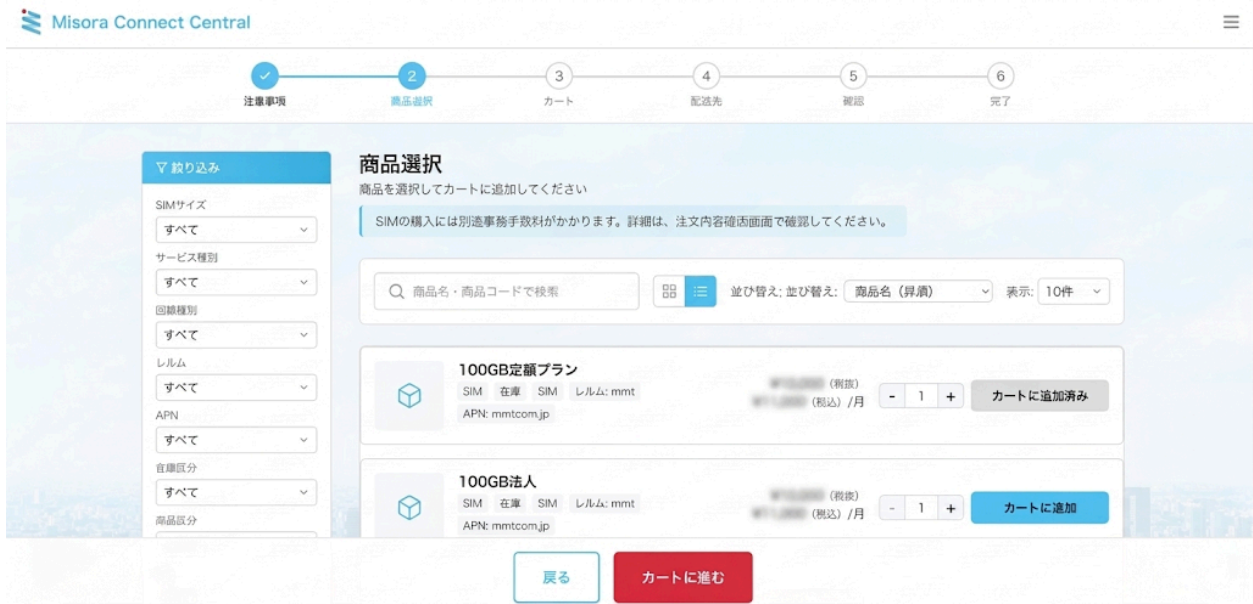 Misora Connect Central
2 3 4 5 6
注意事項 商品選択 カート 配送先 確認 完了
絞り込み
SIMサイズ
すべて
サービス種別
すべて
回線種別
すべて
レルム
すべて
APN
すべて
在庫区分
すべて
商品区分
商品選択
商品を選択してカートに追加してください
SIMの購入には別途事務手数料がかかります。詳細は、注文内容確認画面で確認してください。
商品名・商品コードで検索
並び替え: 並び替え: 商品名（昇順） 表示: 10件
100GB定額プラン
SIM 在庫 SIM レルム: mmt
APN: mmtcom.jp
（税抜）
（税込）/月
- 1 + カートに追加済み
100GB法人
SIM 在庫 SIM レルム: mmt
APN: mmtcom.jp
（税抜）
（税込）/月
- 1 + カートに追加
戻る カートに進む